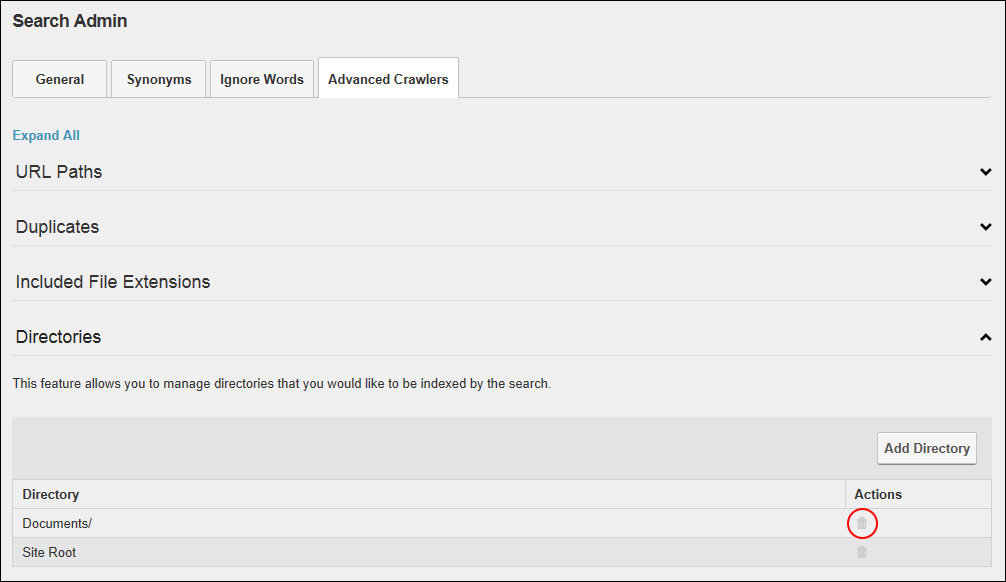 Search Admin
General Synonyms Ignore Words Advanced Crawlers
Expand All
URL Paths
Duplicates
Included File Extensions
Directories
This feature allows you to manage directories that you would like to be indexed by the search.
Add Directory
Directory Actions
Documents/
Site Root